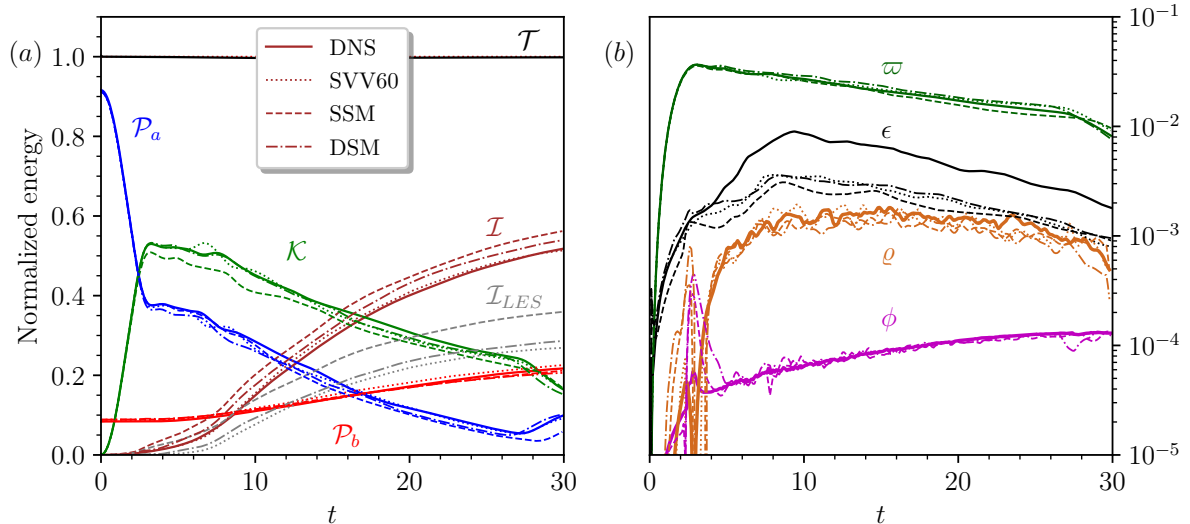 (a)
Normalized energy
1.0
0.8
0.6
0.4
0.2
0.0
0
10
20
30
t
DNS
SVV60
SSM
DSM
𝒯
𝒫a
𝒦
ℐ
ℐLES
𝒫b
(b)
ϖ
ϵ
ϱ
ϕ
10⁻¹
10⁻²
10⁻³
10⁻⁴
10⁻⁵
0
10
20
30
t